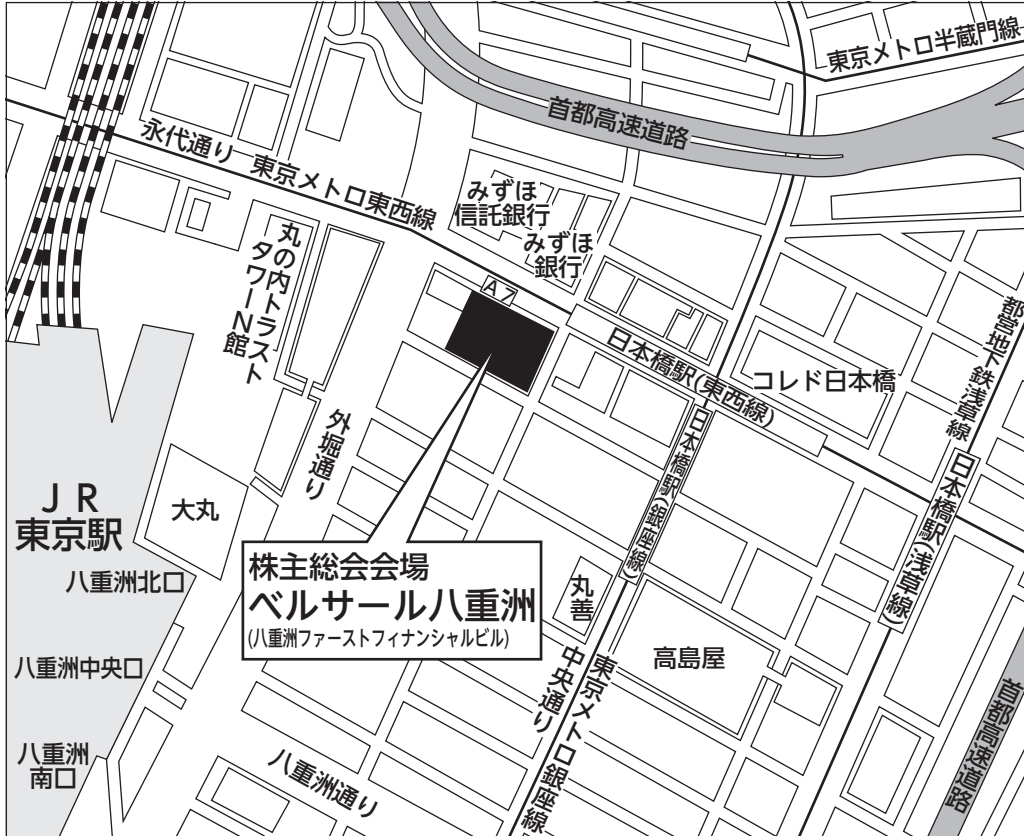 東京メトロ半蔵門線
首都高速道路
永代通り
東京メトロ東西線
みずほ
信託銀行
みずほ
銀行
丸の内トラスト
タワーN館
A7
日本橋駅(東西線)
コレド日本橋
都営地下鉄浅草線
日本橋駅(浅草線)
日本橋駅(銀座線)
外堀通り
大丸
JR
東京駅
八重洲北口
株主総会会場
ベルサール八重洲
(八重洲ファーストフィナンシャルビル)
丸善
高島屋
八重洲中央口
中央通り
東京メトロ銀座線
首都高速道路
八重洲
南口
八重洲通り